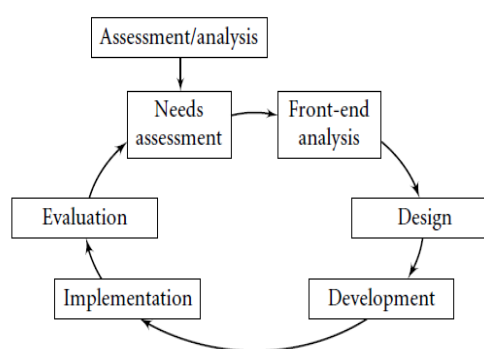 Assessment/analysis
Needs
assessment
Front-end
analysis
Evaluation
Design
Implementation
Development